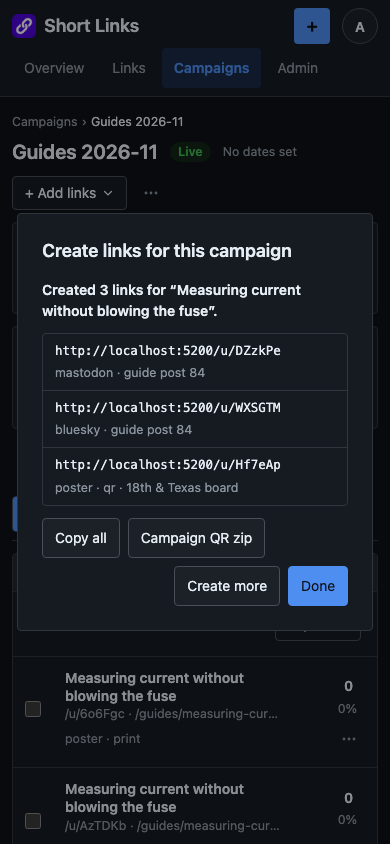 Short Links
+
A
Overview
Links
Campaigns
Admin
Campaigns › Guides 2026-11
Guides 2026-11
Live
No dates set
+ Add links
...
Create links for this campaign
Created 3 links for “Measuring current
without blowing the fuse”.
http://localhost:5200/u/DZzkPe
mastodon · guide post 84
http://localhost:5200/u/WXSGTM
bluesky · guide post 84
http://localhost:5200/u/Hf7eAp
poster · qr · 18th & Texas board
Copy all
Campaign QR zip
Create more
Done
Measuring current without
blowing the fuse
0
/u/6o6Fgc · /guides/measuring-cur...
0%
poster · print
...
Measuring current without
blowing the fuse
0
/u/AzTDKb · /guides/measuring-cur...
0%